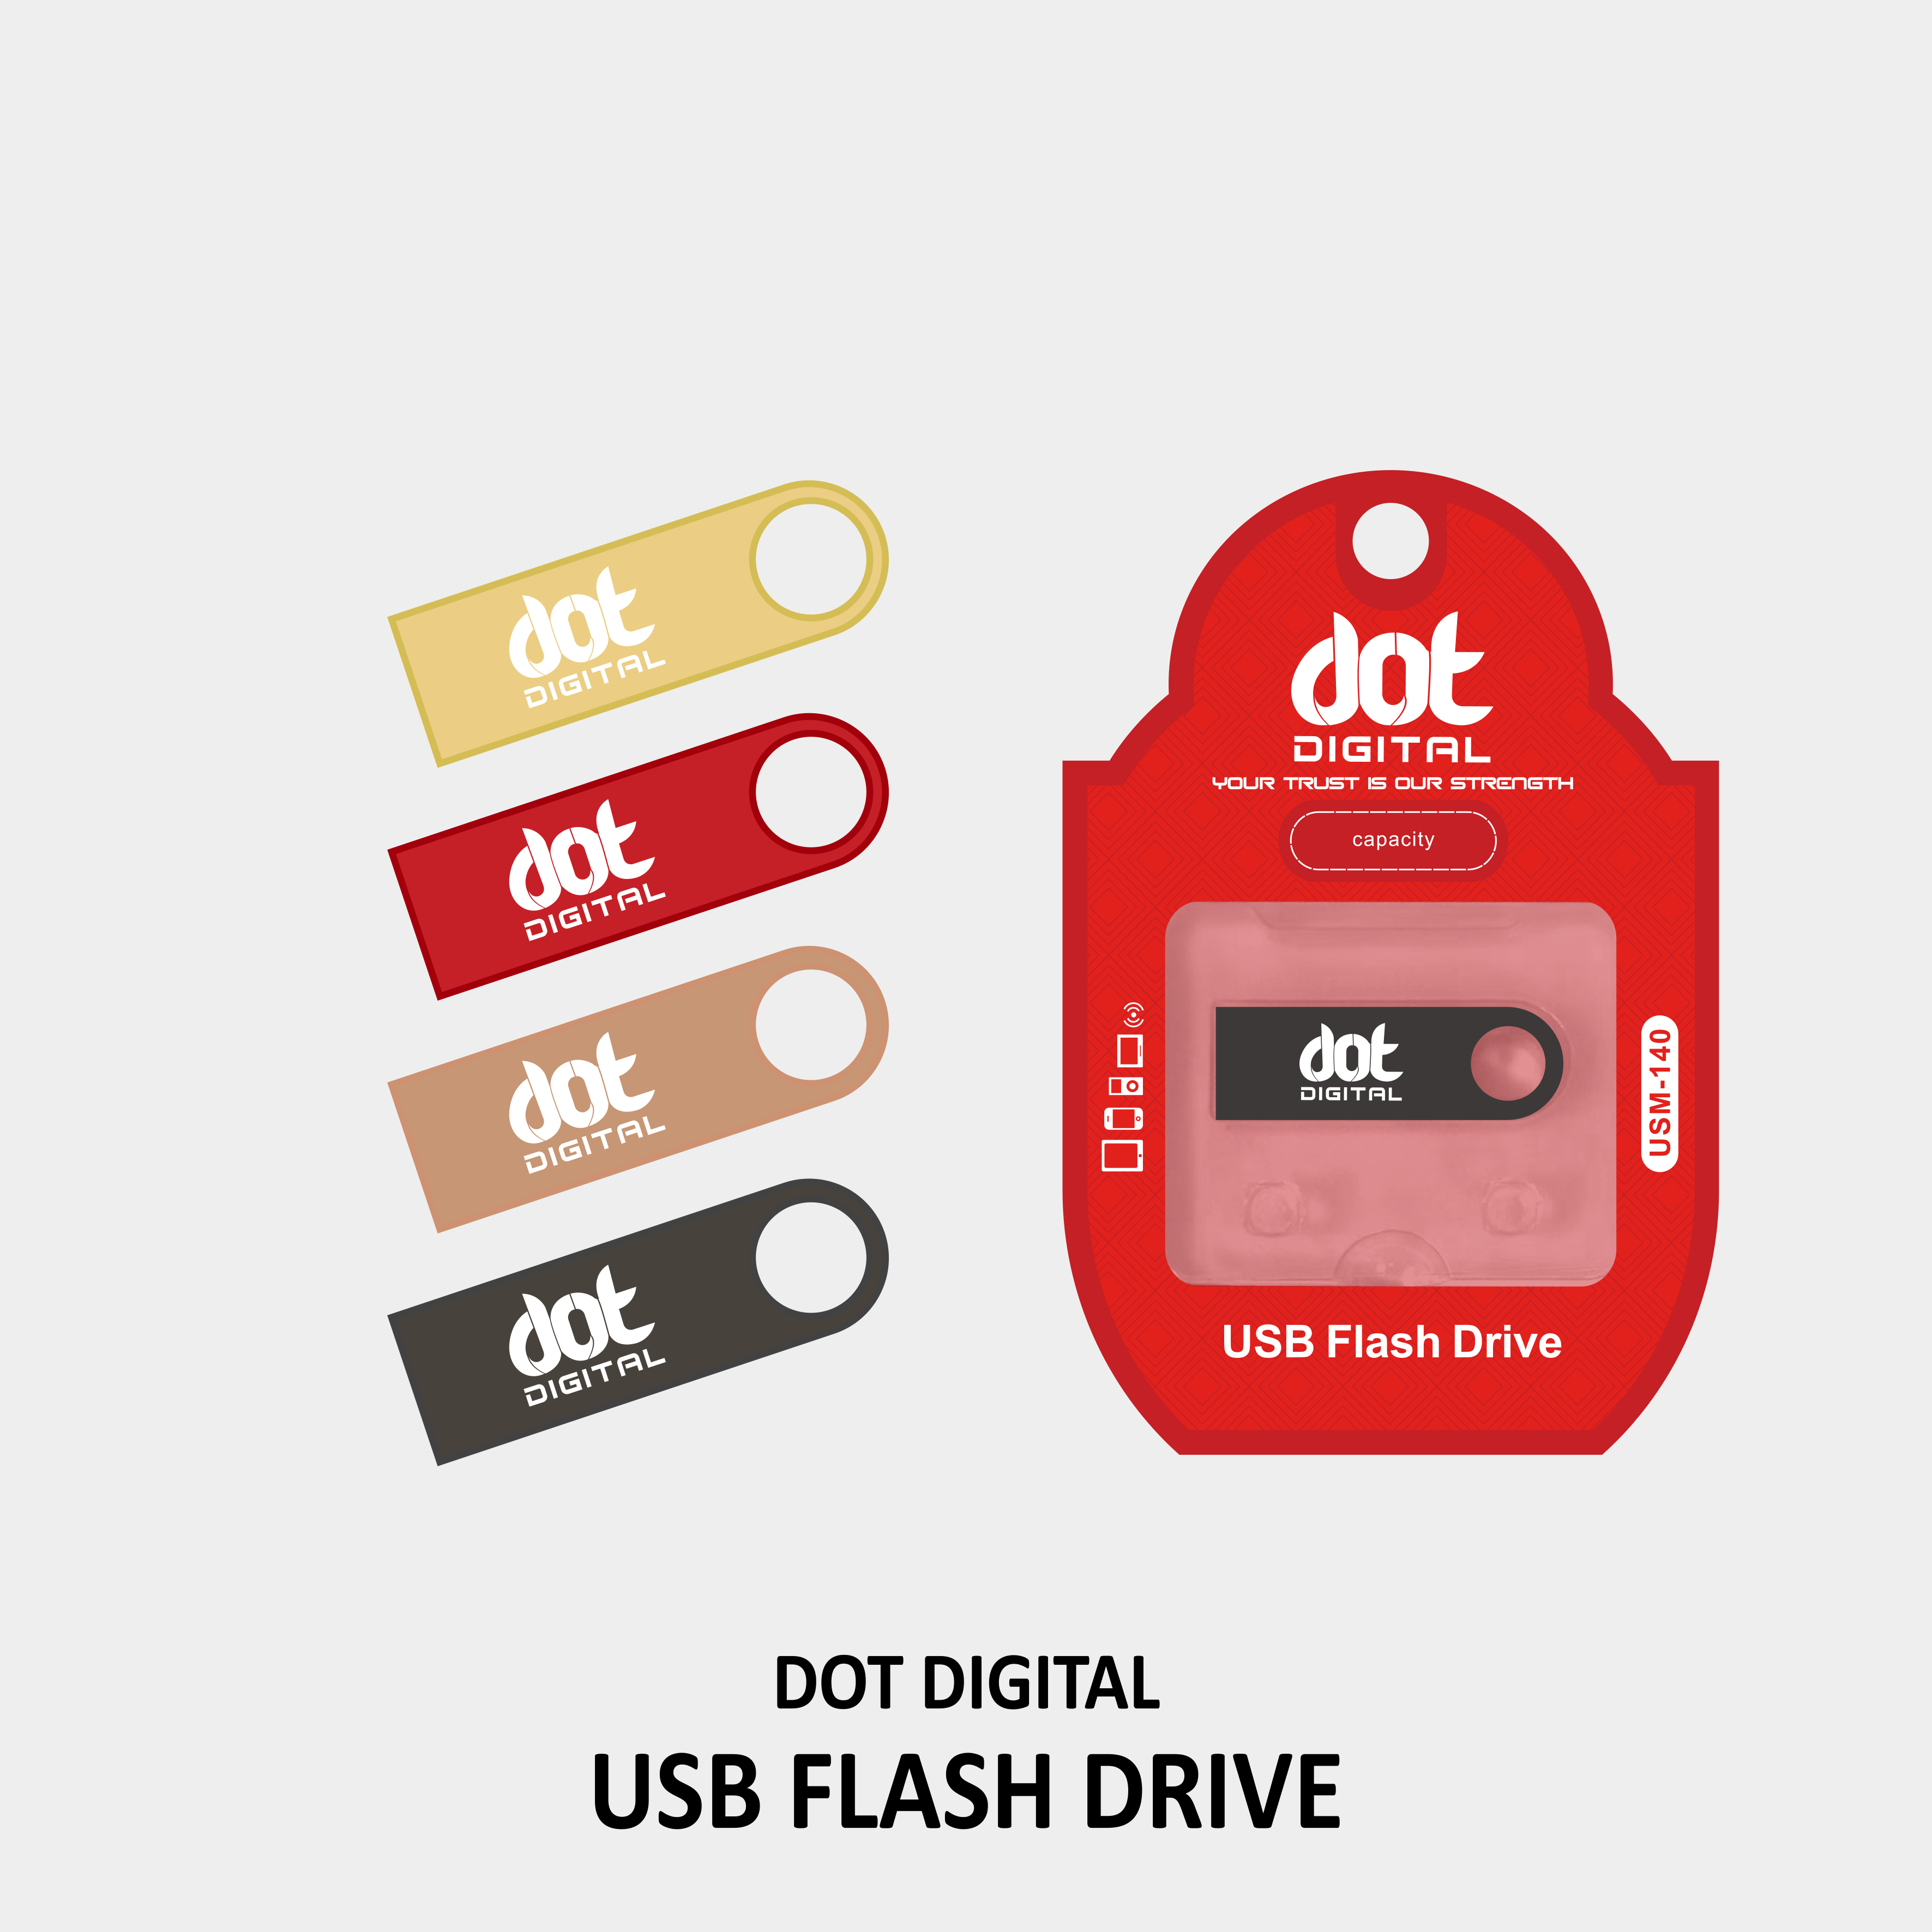 dot
DIGITAL
dot
DIGITAL
dot
DIGITAL
dot
DIGITAL
dot
DIGITAL
YOUR TRUST IS OUR STRENGTH
capacity
dot
DIGITAL
USM-140
USB Flash Drive
DOT DIGITAL
USB FLASH DRIVE